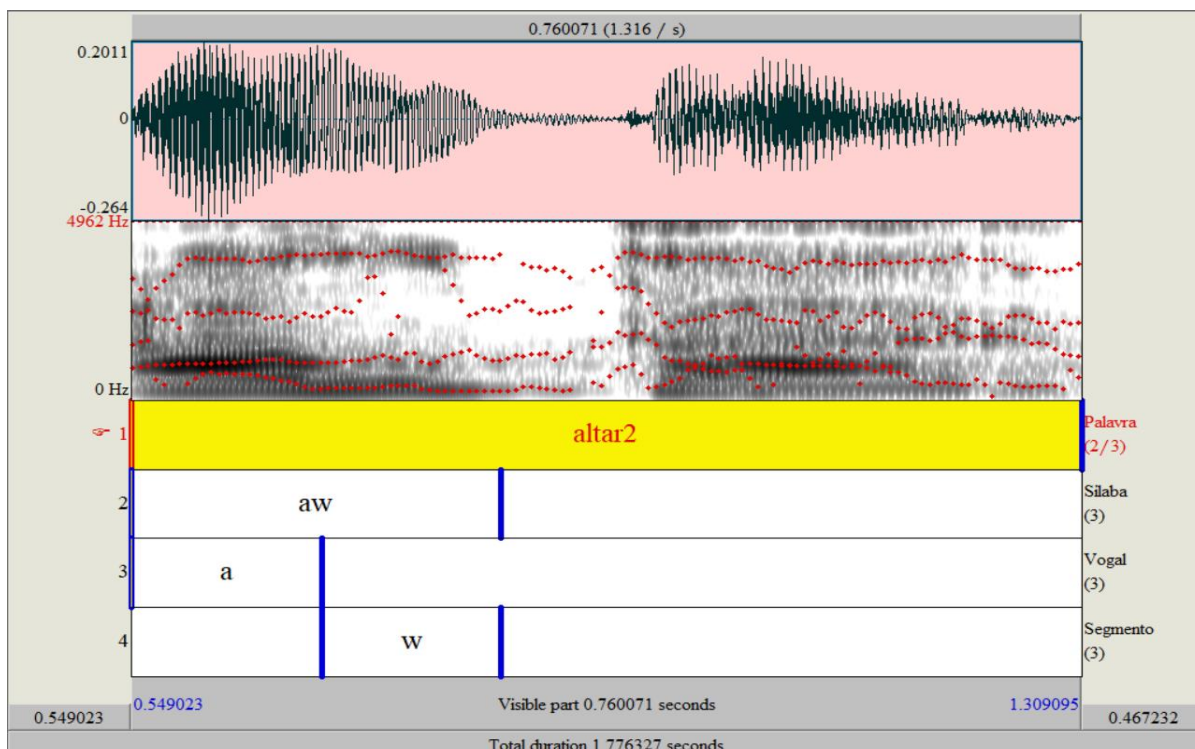 0.760071 (1.316 / s)
0.2011
0
-0.264
4962 Hz
0 Hz
☞ 1
altar2
Palavra
(2/3)
2
aw
Sílaba
(3)
3
a
Vogal
(3)
4
w
Segmento
(3)
0.549023
0.549023
Visible part 0.760071 seconds
1.309095
0.467232
Total duration 1.776327 seconds